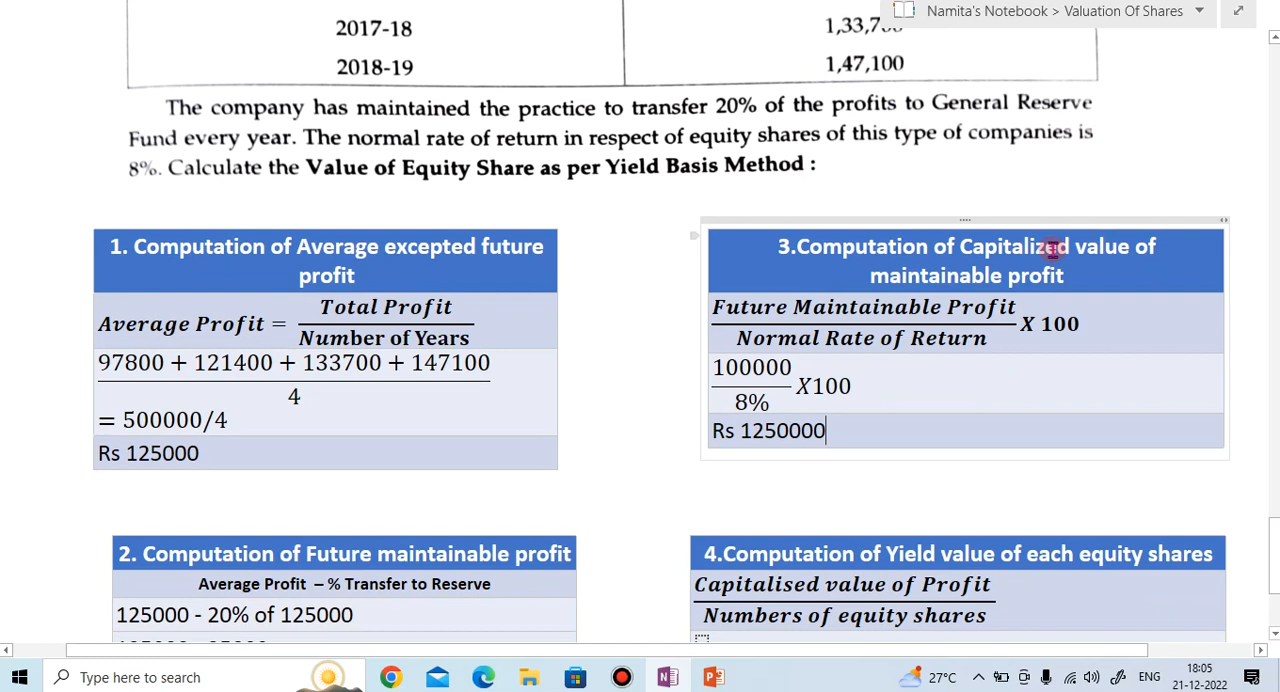 Namita's Notebook > Valuation Of Shares
2017-18
2018-19 1,47,100
The company has maintained the practice to transfer 20% of the profits to General Reserve
Fund every year. The normal rate of return in respect of equity shares of this type of companies is
8%. Calculate the Value of Equity Share as per Yield Basis Method :
1. Computation of Average excepted future
profit
Average Profit = Total Profit
Number of Years
97800 + 121400 + 133700 + 147100
4
= 500000/4
Rs 125000
3.Computation of Capitalized value of
maintainable profit
Future Maintainable Profit
Normal Rate of Return X 100
100000
8% X100
Rs 1250000
2. Computation of Future maintainable profit
Average Profit – % Transfer to Reserve
125000 - 20% of 125000
4.Computation of Yield value of each equity shares
Capitalised value of Profit
Numbers of equity shares
Type here to search
27°C
ENG
18:05
21-12-2022